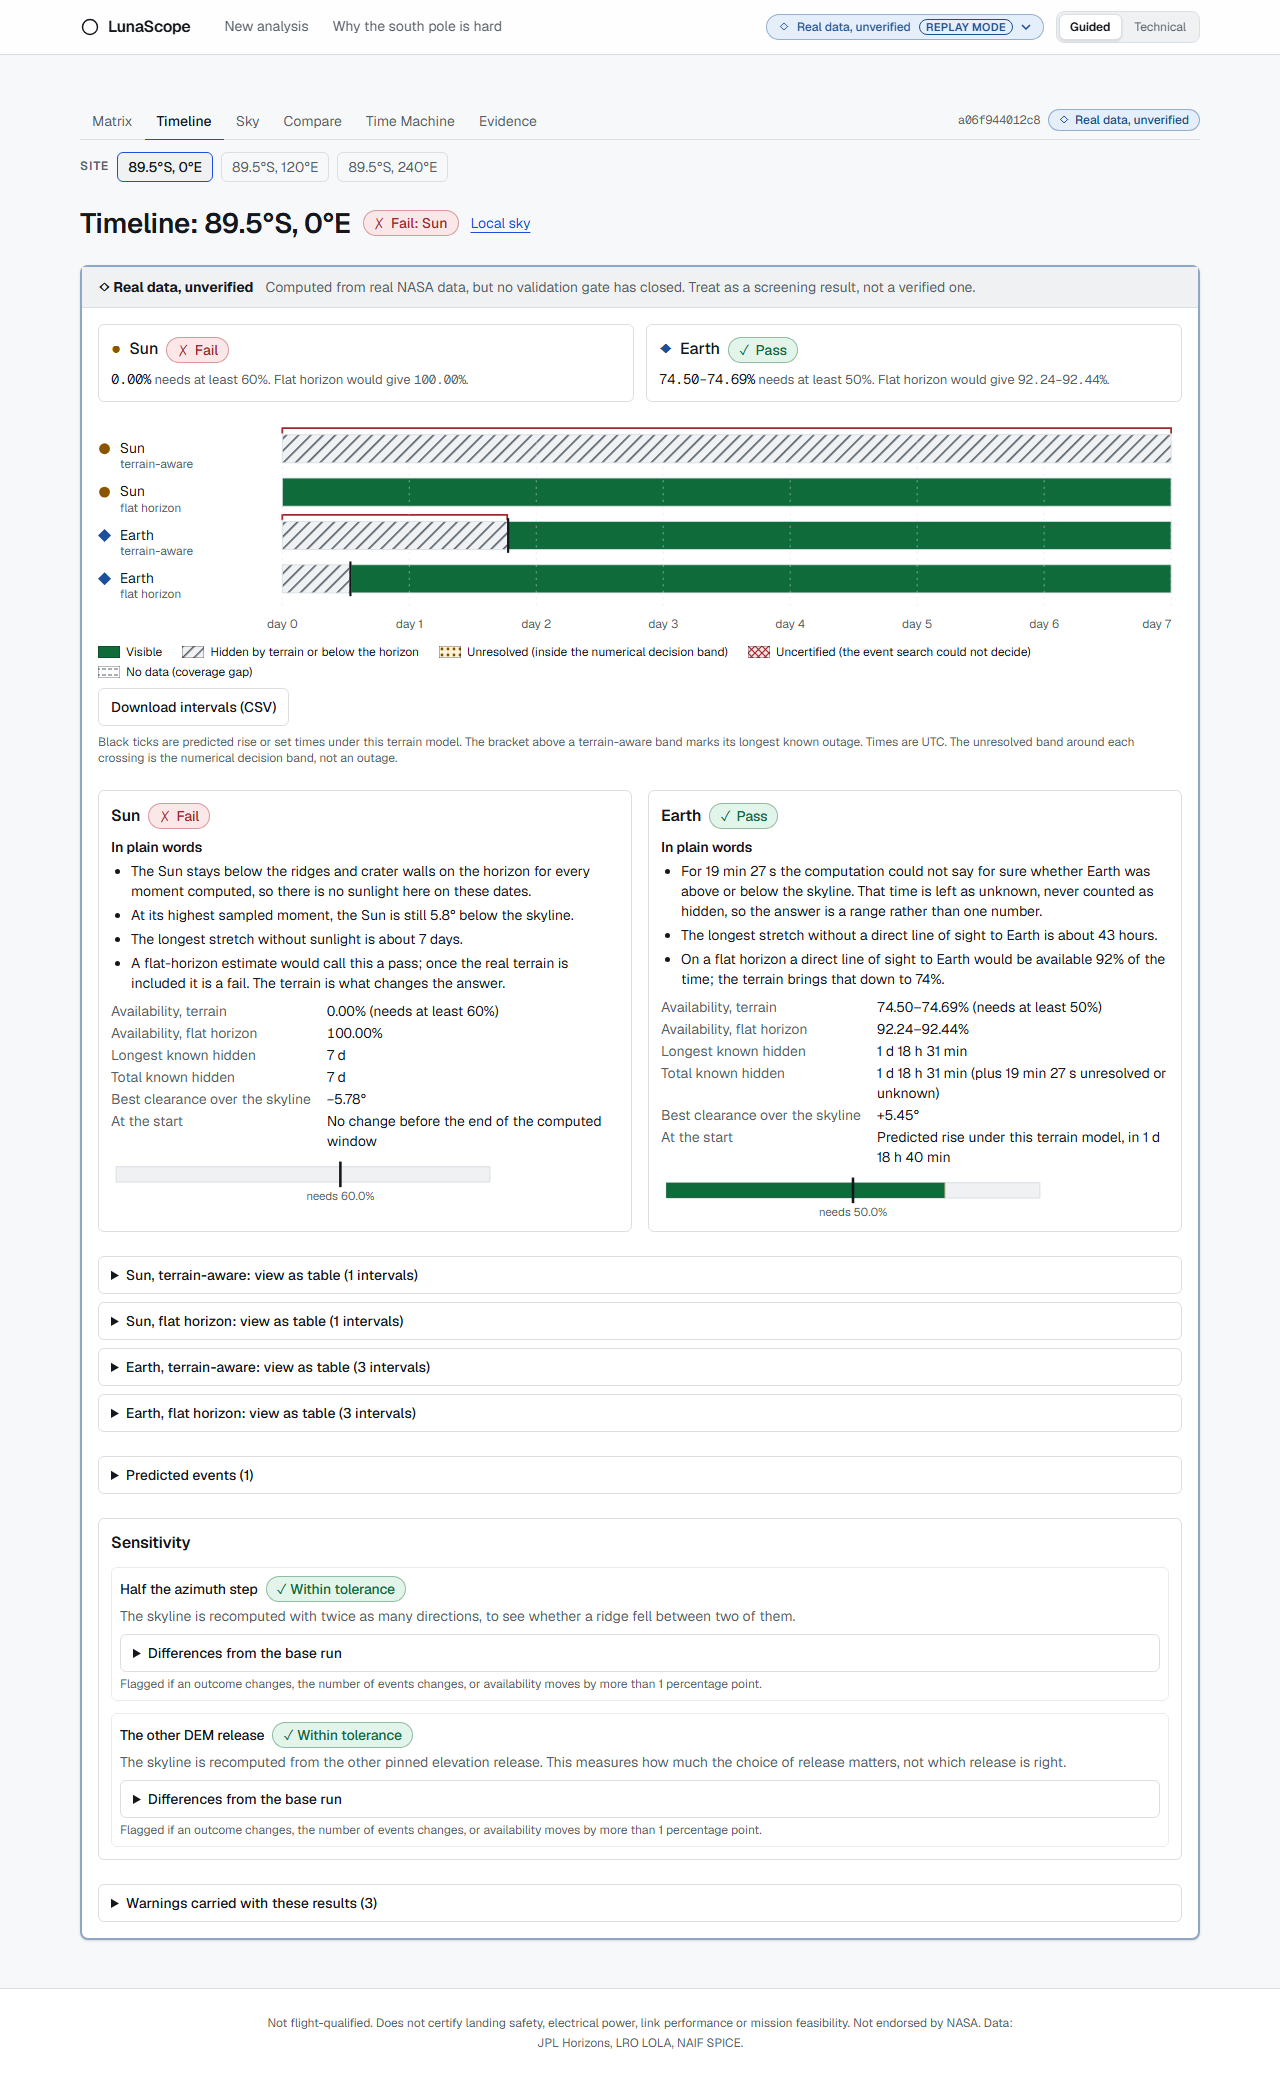 LunaScope New analysis Why the south pole is hard ◇ Real data, unverified REPLAY MODE Guided Technical
Matrix Timeline Sky Compare Time Machine Evidence a06f944012c8 ◇ Real data, unverified
SITE 89.5°S, 0°E 89.5°S, 120°E 89.5°S, 240°E
Timeline: 89.5°S, 0°E ✗ Fail: Sun Local sky
◇ Real data, unverified Computed from real NASA data, but no validation gate has closed. Treat as a screening result, not a verified one.
Sun ✗ Fail
0.00% needs at least 60%. Flat horizon would give 100.00%.
Earth ✓ Pass
74.50–74.69% needs at least 50%. Flat horizon would give 92.24–92.44%.
Sun
terrain-aware
Sun
flat horizon
Earth
terrain-aware
Earth
flat horizon
day 0 day 1 day 2 day 3 day 4 day 5 day 6 day 7
Visible Hidden by terrain or below the horizon Unresolved (inside the numerical decision band) Uncertified (the event search could not decide)
No data (coverage gap)
Download intervals (CSV)
Black ticks are predicted rise or set times under this terrain model. The bracket above a terrain-aware band marks its longest known outage. Times are UTC. The unresolved band around each
crossing is the numerical decision band, not an outage.
Sun ✗ Fail
In plain words
• The Sun stays below the ridges and crater walls on the horizon for every
moment computed, so there is no sunlight here on these dates.
• At its highest sampled moment, the Sun is still 5.8° below the skyline.
• The longest stretch without sunlight is about 7 days.
• A flat-horizon estimate would call this a pass; once the real terrain is
included it is a fail. The terrain is what changes the answer.
Availability, terrain 0.00% (needs at least 60%)
Availability, flat horizon 100.00%
Longest known hidden 7 d
Total known hidden 7 d
Best clearance over the skyline −5.78°
At the start No change before the end of the computed
window
needs 60.0%
Earth ✓ Pass
In plain words
• For 19 min 27 s the computation could not say for sure whether Earth was
above or below the skyline. That time is left as unknown, never counted as
hidden, so the answer is a range rather than one number.
• The longest stretch without a direct line of sight to Earth is about 43 hours.
• On a flat horizon a direct line of sight to Earth would be available 92% of the
time; the terrain brings that down to 74%.
Availability, terrain 74.50–74.69% (needs at least 50%)
Availability, flat horizon 92.24–92.44%
Longest known hidden 1 d 18 h 31 min
Total known hidden 1 d 18 h 31 min (plus 19 min 27 s unresolved or
unknown)
Best clearance over the skyline +5.45°
At the start Predicted rise under this terrain model, in 1 d
18 h 40 min
needs 50.0%
▶ Sun, terrain-aware: view as table (1 intervals)
▶ Sun, flat horizon: view as table (1 intervals)
▶ Earth, terrain-aware: view as table (3 intervals)
▶ Earth, flat horizon: view as table (3 intervals)
▶ Predicted events (1)
Sensitivity
Half the azimuth step ✓ Within tolerance
The skyline is recomputed with twice as many directions, to see whether a ridge fell between two of them.
▶ Differences from the base run
Flagged if an outcome changes, the number of events changes, or availability moves by more than 1 percentage point.
The other DEM release ✓ Within tolerance
The skyline is recomputed from the other pinned elevation release. This measures how much the choice of release matters, not which release is right.
▶ Differences from the base run
Flagged if an outcome changes, the number of events changes, or availability moves by more than 1 percentage point.
▶ Warnings carried with these results (3)
Not flight-qualified. Does not certify landing safety, electrical power, link performance or mission feasibility. Not endorsed by NASA. Data:
JPL Horizons, LRO LOLA, NAIF SPICE.